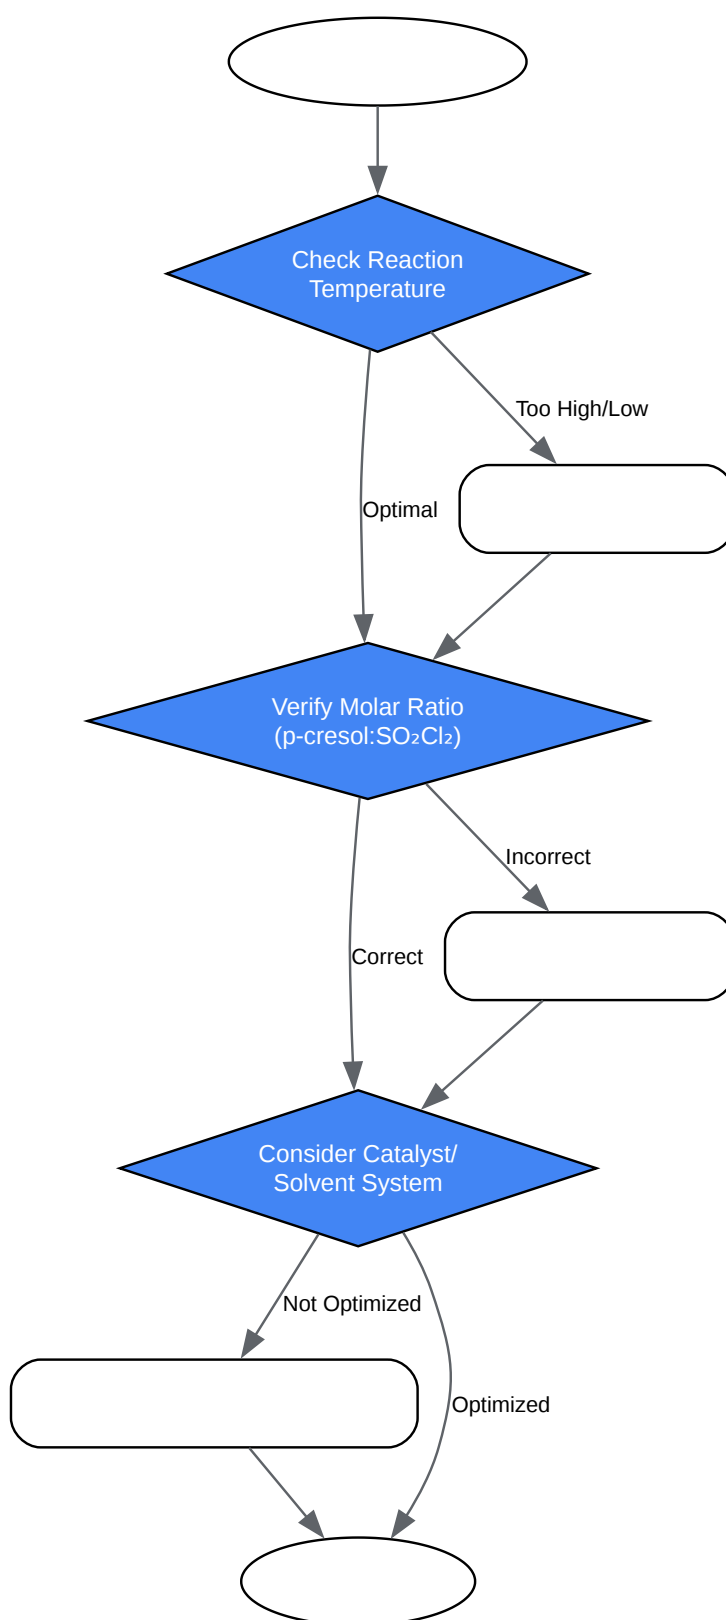 Check Reaction
Temperature
Too High/Low
Optimal
Verify Molar Ratio
(p-cresol:SO₂Cl₂)
Incorrect
Correct
Consider Catalyst/
Solvent System
Not Optimized
Optimized